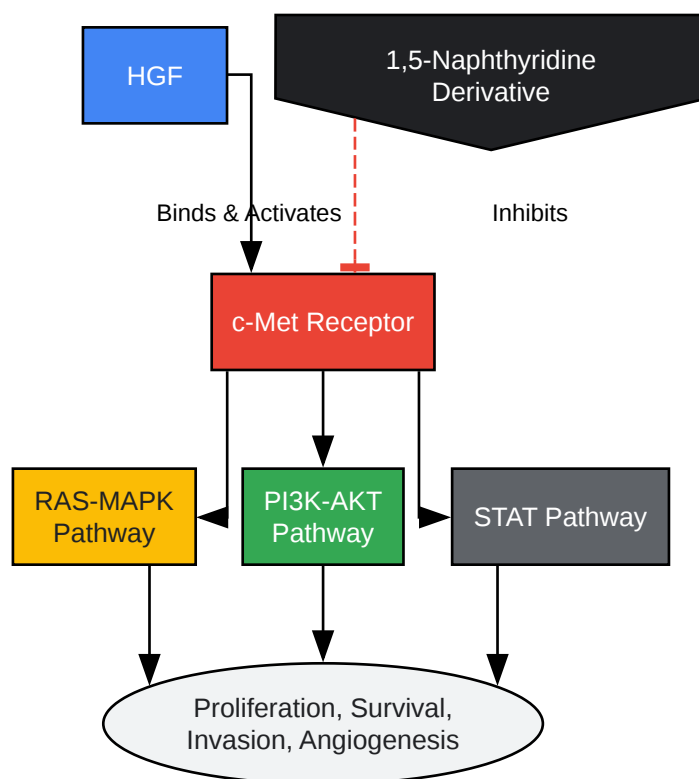 HGF
1,5-Naphthyridine
Derivative
Binds & Activates
Inhibits
c-Met Receptor
RAS-MAPK
Pathway
PI3K-AKT
Pathway
STAT Pathway
Proliferation, Survival,
Invasion, Angiogenesis